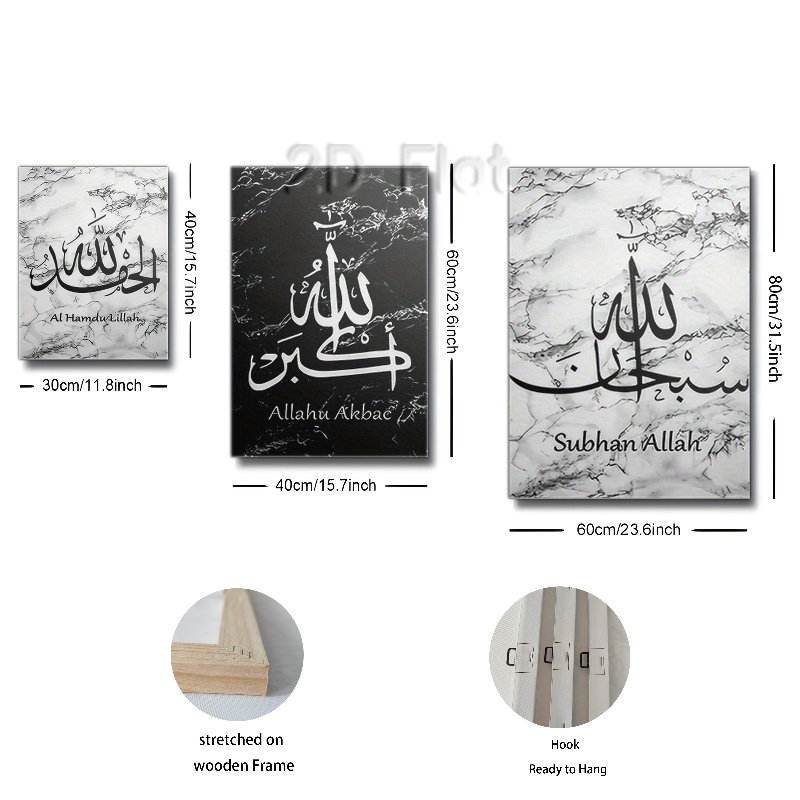 2D Flat
الحمد لله
Al Hamdu Lillah
40cm/15.7inch
30cm/11.8inch
الله أكبر
Allahu Akbac
60cm/23.6inch
40cm/15.7inch
سبحان الله
Subhan Allah
80cm/31.5inch
60cm/23.6inch
stretched on
wooden Frame
Hook
Ready to Hang